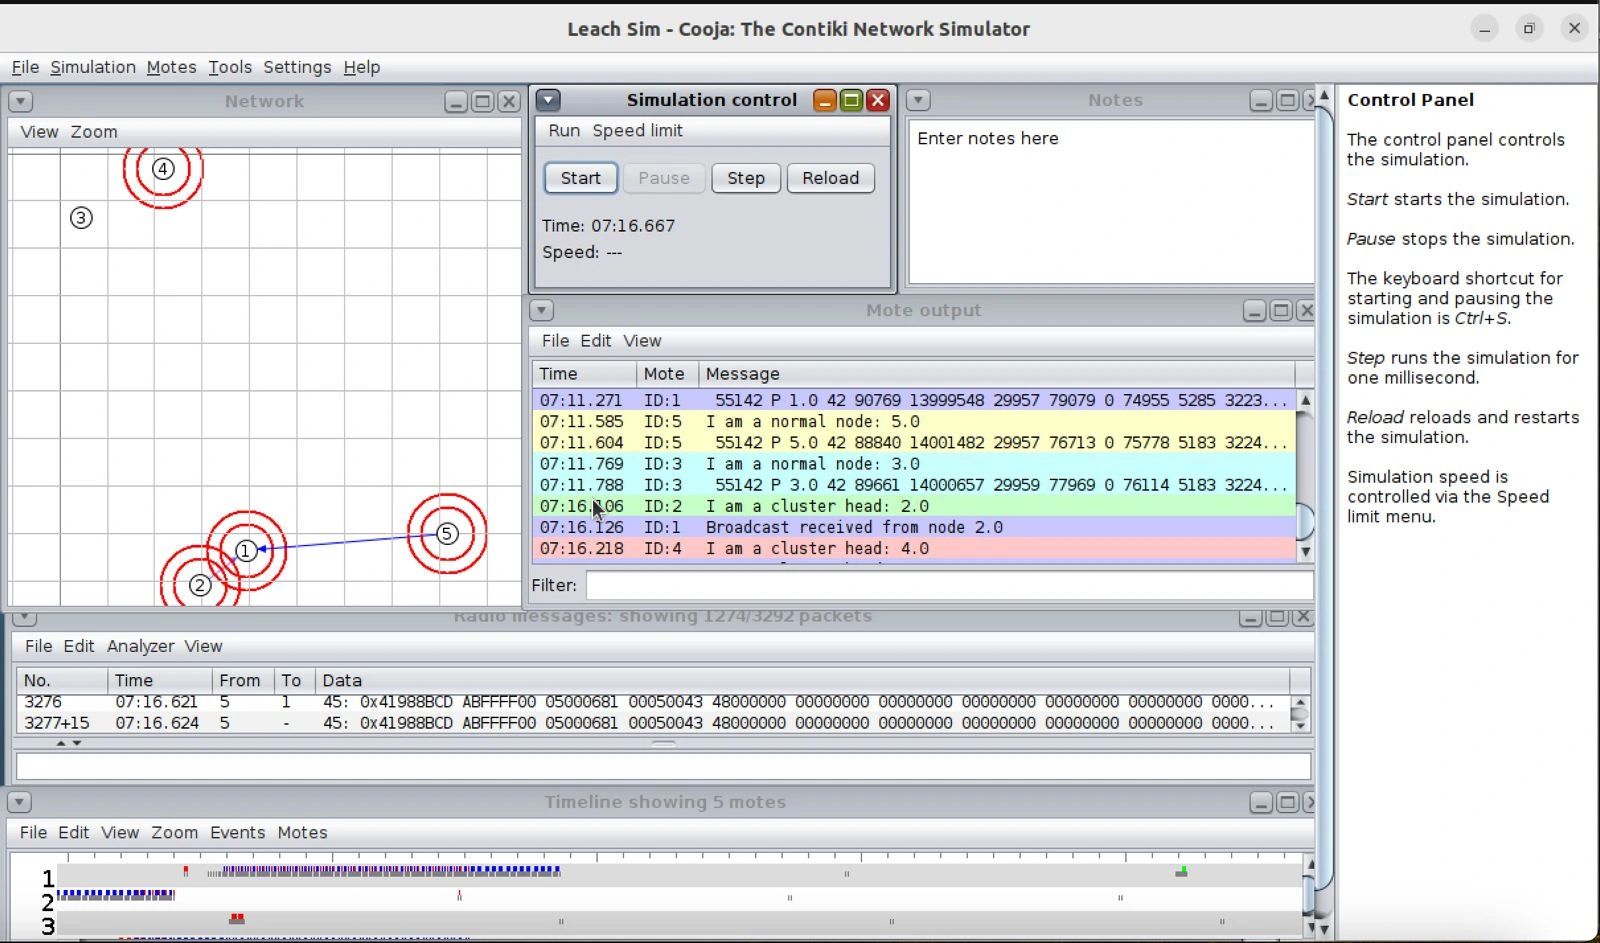 Leach Sim - Cooja: The Contiki Network Simulator
File Simulation Motes Tools Settings Help
Network
View Zoom
4
3
1
5
2
Simulation control
Run Speed limit
Start Pause Step Reload
Time: 07:16.667
Speed: ---
Notes
Enter notes here
Mote output
File Edit View
Time Mote Message
07:11.271 ID:1 55142 P 1.0 42 90769 13999548 29957 79079 0 74955 5285 3223...
07:11.585 ID:5 I am a normal node: 5.0
07:11.604 ID:5 55142 P 5.0 42 88840 14001482 29957 76713 0 75778 5183 3224...
07:11.769 ID:3 I am a normal node: 3.0
07:11.788 ID:3 55142 P 3.0 42 89661 14000657 29959 77969 0 76114 5183 3224...
ID:2 I am a cluster head: 2.0
07:16.126 ID:1 Broadcast received from node 2.0
07:16.218 ID:4 I am a cluster head: 4.0
Filter:
Radio messages: showing 1274/3292 packets
File Edit Analyzer View
No. Time From To Data
3276 07:16.621 5 1 45: 0x41988BCD ABFFFF00 05000681 00050043 48000000 00000000 00000000 00000000 00000000 0000...
3277+15 07:16.624 5 - 45: 0x41988BCD ABFFFF00 05000681 00050043 48000000 00000000 00000000 00000000 00000000 0000...
Timeline showing 5 motes
File Edit View Zoom Events Motes
1
2
3
Control Panel
The control panel controls
the simulation.
Start starts the simulation.
Pause stops the simulation.
The keyboard shortcut for
starting and pausing the
simulation is Ctrl+S.
Step runs the simulation for
one millisecond.
Reload reloads and restarts
the simulation.
Simulation speed is
controlled via the Speed
limit menu.